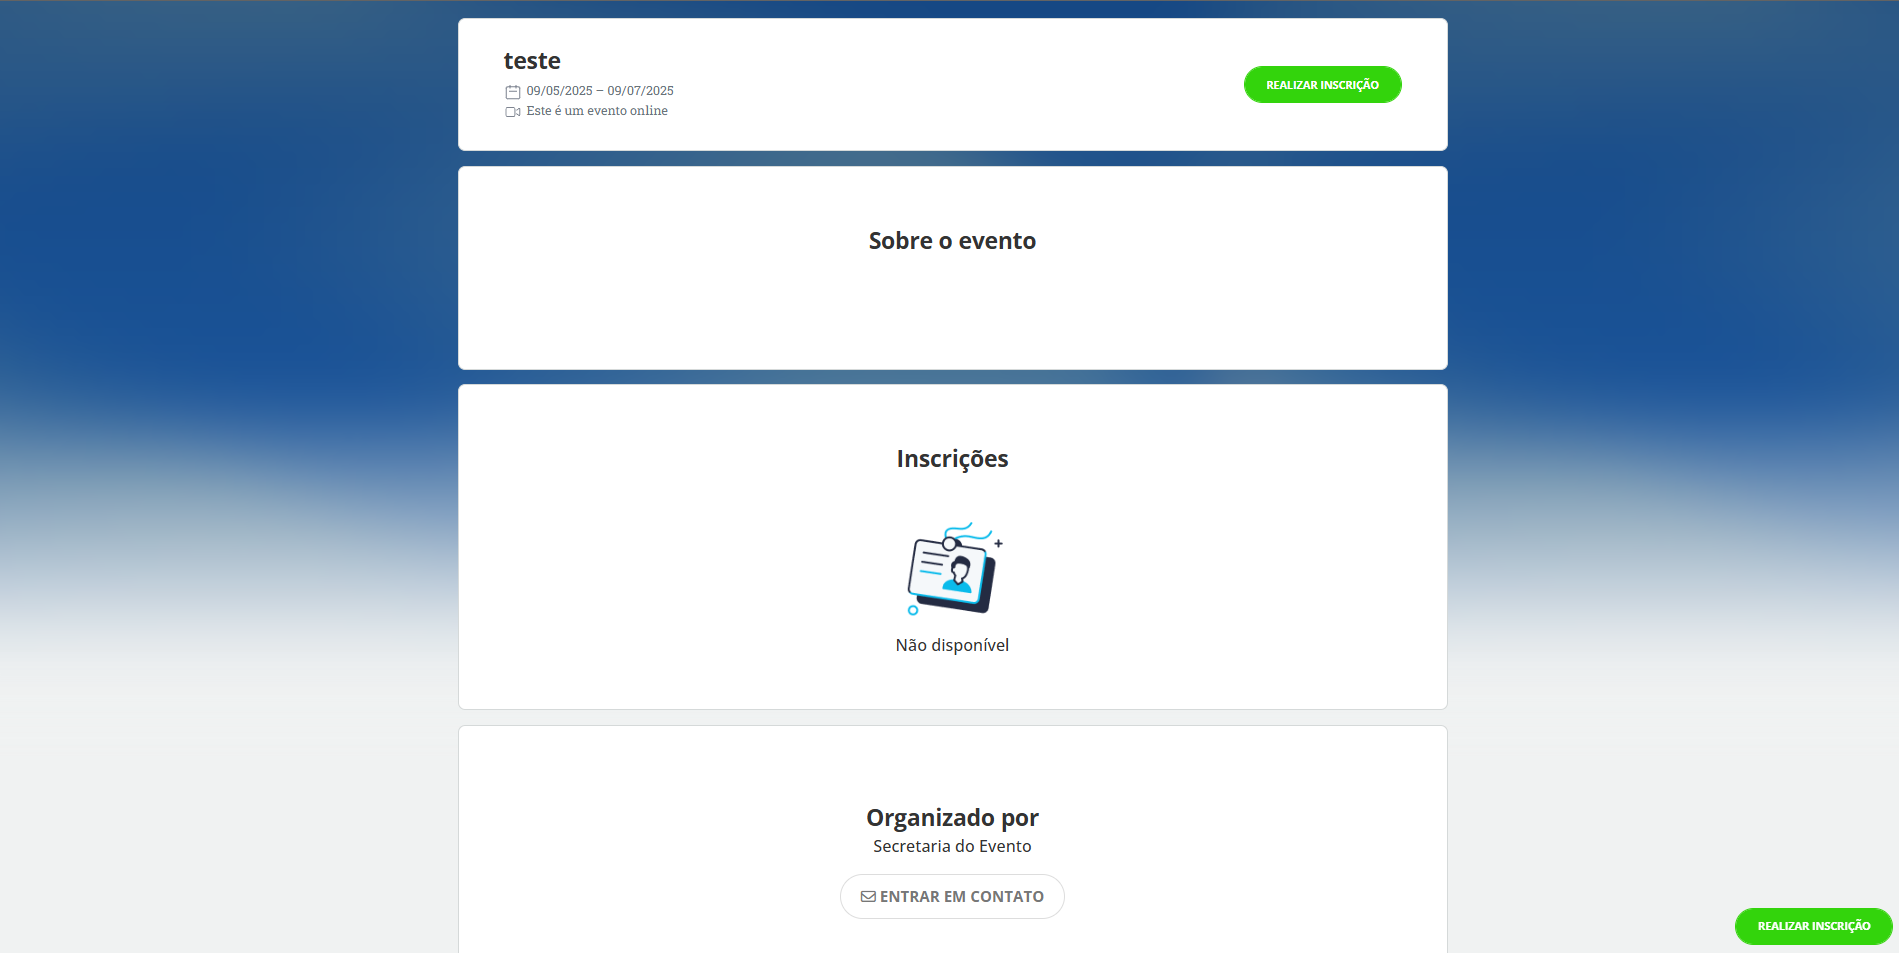 teste
09/05/2025 – 09/07/2025
Este é um evento online
REALIZAR INSCRIÇÃO
Sobre o evento
Inscrições
Não disponível
Organizado por
Secretaria do Evento
ENTRAR EM CONTATO
REALIZAR INSCRIÇÃO